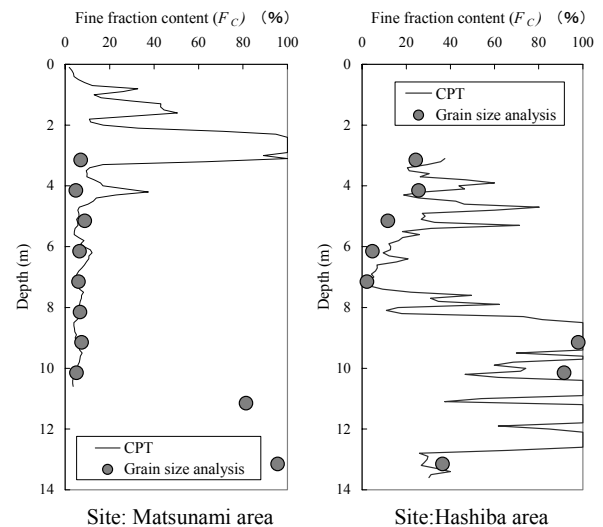 Fine fraction content (F_C) （%）
0 20 40 60 80 100
0
2
4
6
8
10
12
14
Depth (m)
CPT
Grain size analysis
Site: Matsunami area
Fine fraction content (F_C) （%）
0 20 40 60 80 100
0
2
4
6
8
10
12
14
Depth (m)
CPT
Grain size analysis
Site:Hashiba area